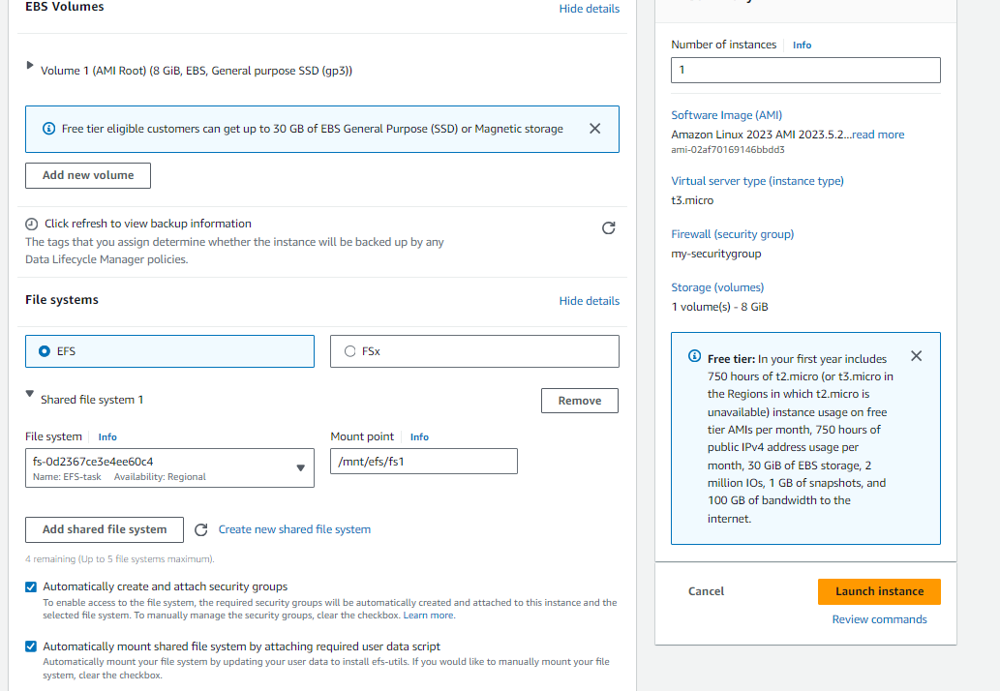 EBS Volumes
Hide details
Volume 1 (AMI Root) (8 GiB, EBS, General purpose SSD (gp3))
Free tier eligible customers can get up to 30 GB of EBS General Purpose (SSD) or Magnetic storage
Add new volume
Click refresh to view backup information
The tags that you assign determine whether the instance will be backed up by any
Data Lifecycle Manager policies.
File systems
Hide details
EFS
FSx
Shared file system 1
Remove
File system
Info
Mount point
Info
fs-0d2367ce3e4ee60c4
Name: EFS-task Availability: Regional
/mnt/efs/fs1
Add shared file system
Create new shared file system
4 remaining (Up to 5 file systems maximum).
Automatically create and attach security groups
To enable access to the file system, the required security groups will be automatically created and attached to this instance and the
selected file system. To manually manage the security groups, clear the checkbox. Learn more.
Automatically mount shared file system by attaching required user data script
Automatically mount your file system by updating your user data to install efs-utils. If you would like to manually mount your file
system, clear the checkbox.
Number of instances
Info
1
Software Image (AMI)
Amazon Linux 2023 AMI 2023.5.2...read more
ami-02af70169146bbdd3
Virtual server type (instance type)
t3.micro
Firewall (security group)
my-securitygroup
Storage (volumes)
1 volume(s) - 8 GiB
Free tier: In your first year includes
750 hours of t2.micro (or t3.micro in
the Regions in which t2.micro is
unavailable) instance usage on free
tier AMIs per month, 750 hours of
public IPv4 address usage per
month, 30 GiB of EBS storage, 2
million IOs, 1 GB of snapshots, and
100 GB of bandwidth to the
internet.
Cancel
Launch instance
Review commands